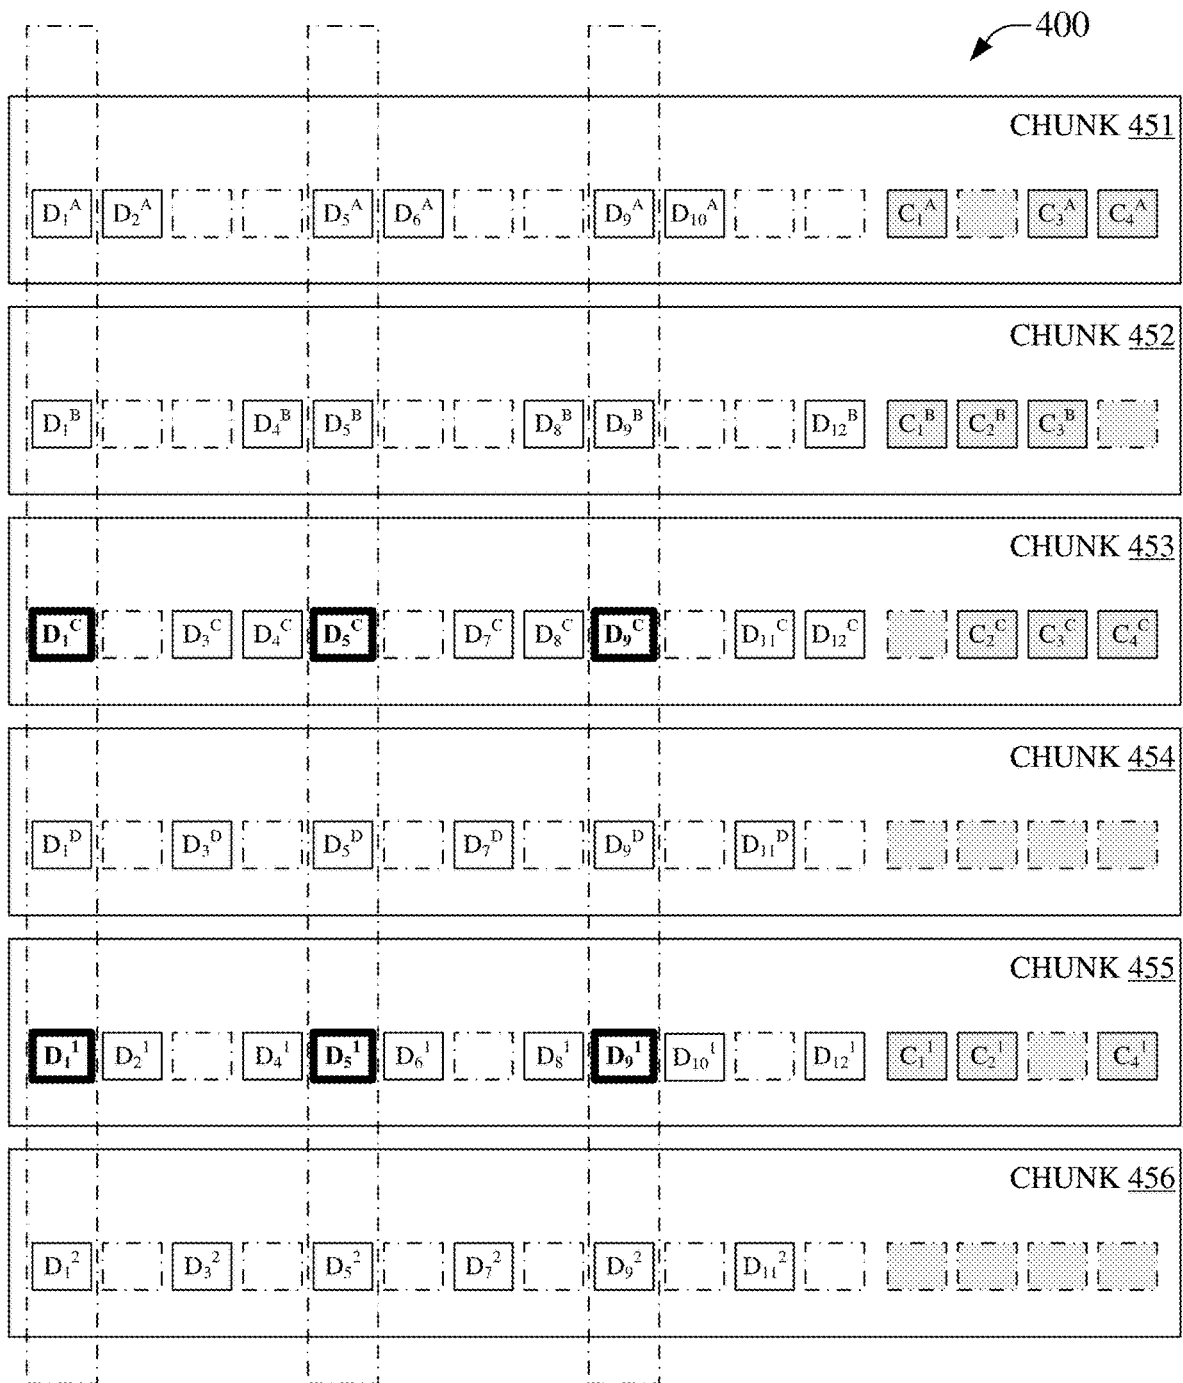 400
CHUNK 451
D₁ᴬ D₂ᴬ D₅ᴬ D₆ᴬ D₉ᴬ D₁₀ᴬ C₁ᴬ C₃ᴬ C₄ᴬ
CHUNK 452
D₁ᴮ D₄ᴮ D₅ᴮ D₈ᴮ D₉ᴮ D₁₂ᴮ C₁ᴮ C₂ᴮ C₃ᴮ
CHUNK 453
D₁ᶜ D₃ᶜ D₄ᶜ D₅ᶜ D₇ᶜ D₈ᶜ D₉ᶜ D₁₁ᶜ D₁₂ᶜ C₂ᶜ C₃ᶜ C₄ᶜ
CHUNK 454
D₁ᴰ D₃ᴰ D₅ᴰ D₇ᴰ D₉ᴰ D₁₁ᴰ
CHUNK 455
D₁¹ D₂¹ D₄¹ D₅¹ D₆¹ D₈¹ D₉¹ D₁₀¹ D₁₂¹ C₁¹ C₂¹ C₄¹
CHUNK 456
D₁² D₃² D₅² D₇² D₉² D₁₁²